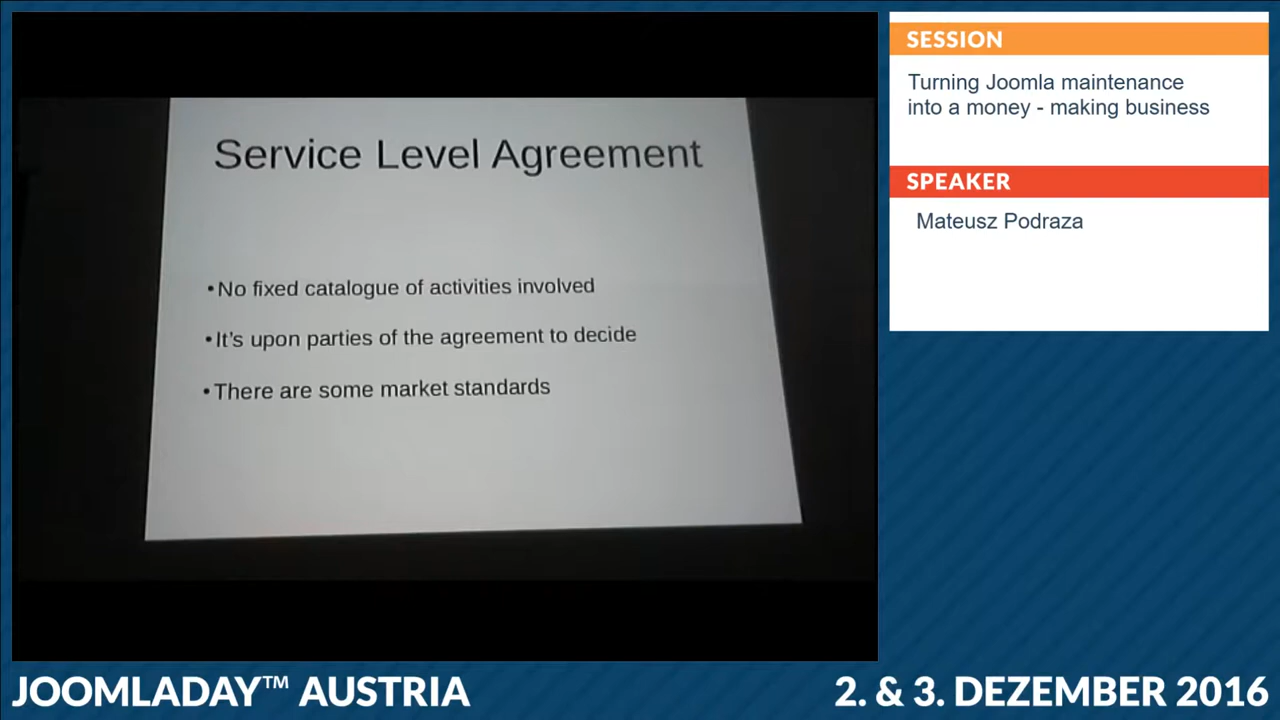 Service Level Agreement
•No fixed catalogue of activities involved
•It's upon parties of the agreement to decide
•There are some market standards
SESSION
Turning Joomla maintenance
into a money - making business
SPEAKER
Mateusz Podraza
JOOMLADAY™ AUSTRIA
2. & 3. DEZEMBER 2016